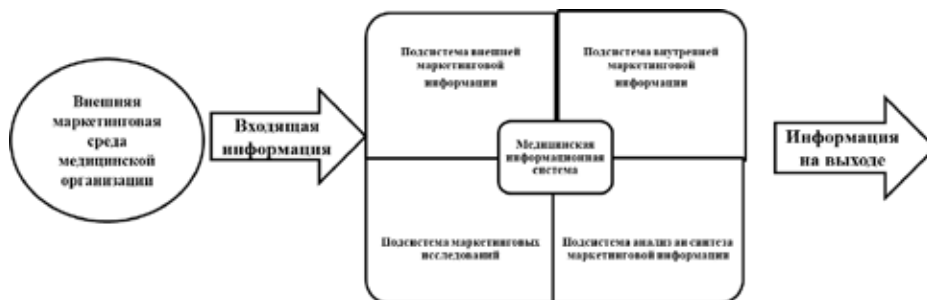 Внешняя
маркетинговая
среда
медицинской
организации
Входящая
информация
Подсистема внешней
маркетинговой
информации
Подсистема внутренней
маркетинговой
информации
Медицинская
информационная
система
Подсистема маркетинговых
исследований
Подсистема анализ ан синтеза
маркетинговой информации
Информация
на выходе